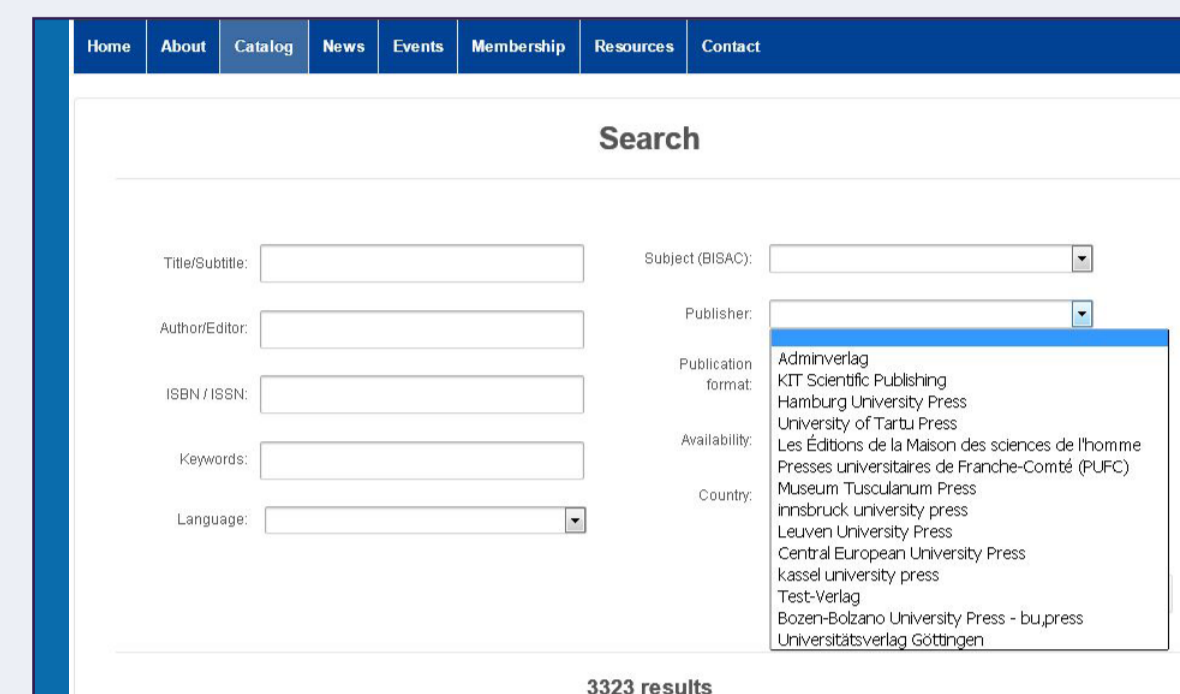 Home About Catalog News Events Membership Resources Contact
Search
Title/Subtitle:
Author/Editor:
ISBN / ISSN:
Keywords:
Language:
Subject (BISAC):
Publisher:
Publication
format:
Availability:
Country:
Adminverlag
KIT Scientific Publishing
Hamburg University Press
University of Tartu Press
Les Éditions de la Maison des sciences de l'homme
Presses universitaires de Franche-Comté (PUFC)
Museum Tusculanum Press
innsbruck university press
Leuven University Press
Central European University Press
kassel university press
Test-Verlag
Bozen-Bolzano University Press - bu,press
Universitätsverlag Göttingen
3323 results